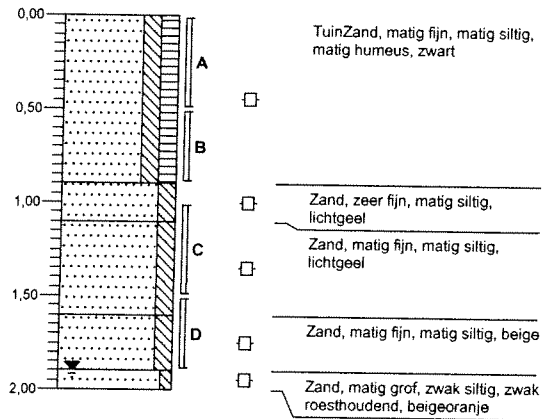 0,00
TuinZand, matig fijn, matig siltig,
matig humeus, zwart
A
0,50
B
1,00
Zand, zeer fijn, matig siltig,
lichtgeel
Zand, matig fijn, matig siltig,
lichtgeel
C
1,50
D
Zand, matig fijn, matig siltig, beige
2,00
Zand, matig grof, zwak siltig, zwak
roesthoudend, beigeoranje